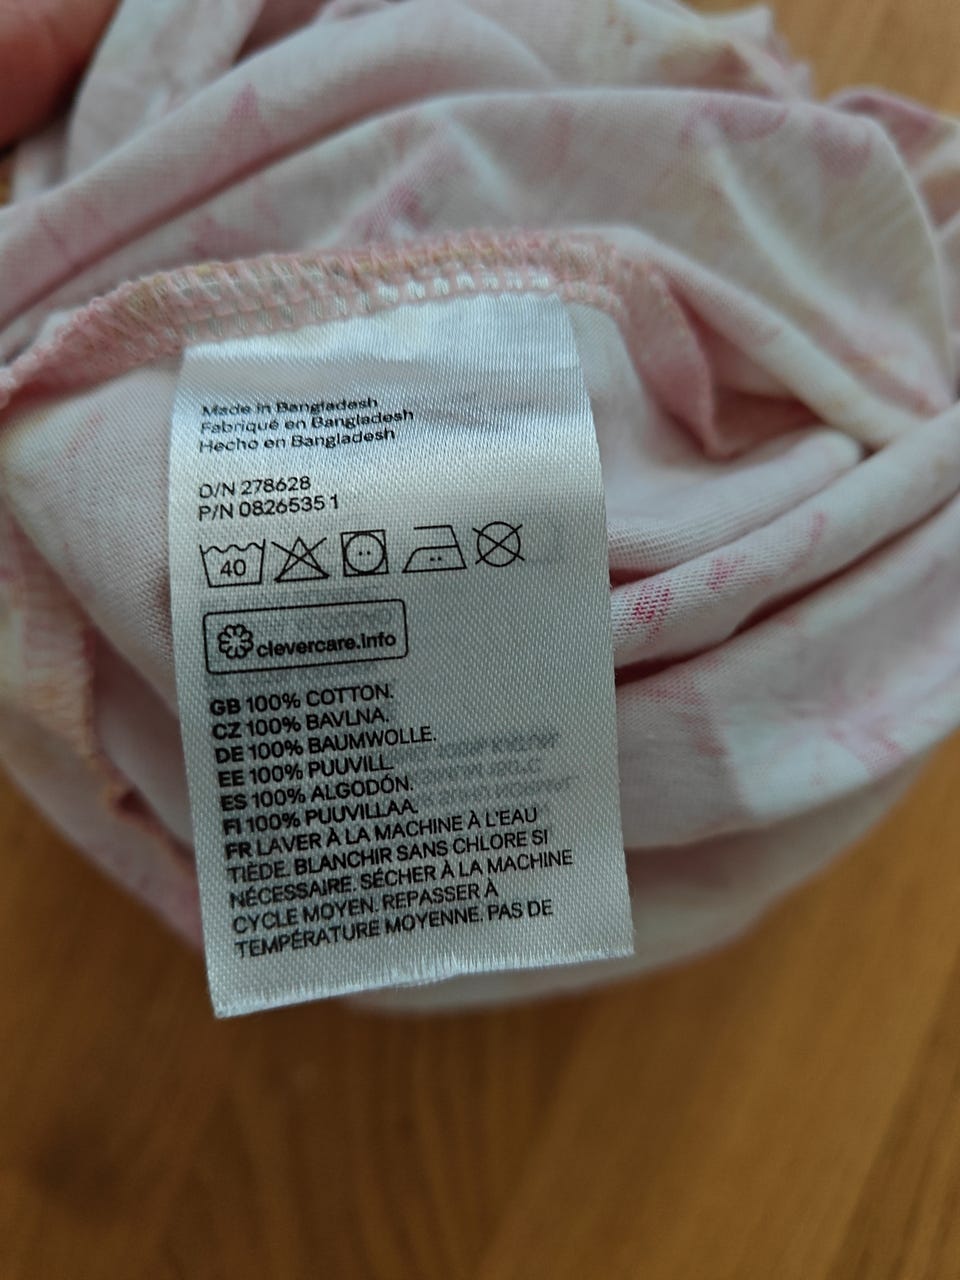 Made in Bangladesh
Fabriqué en Bangladesh
Hecho en Bangladesh
O/N 278628
P/N 08265351
40
clevercare.Info
GB 100% COTTON.
CZ 100% BAVLNA.
DE 100% BAUMWOLLE.
EE 100% PUUVILL.
ES 100% ALGODÓN.
FI 100% PUUVILLAA.
FR LAVER À LA MACHINE À L'EAU
TIÈDE. BLANCHIR SANS CHLORE SI
NÉCESSAIRE. SÉCHER À LA MACHINE
CYCLE MOYEN. REPASSER À
TEMPÉRATURE MOYENNE. PAS DE